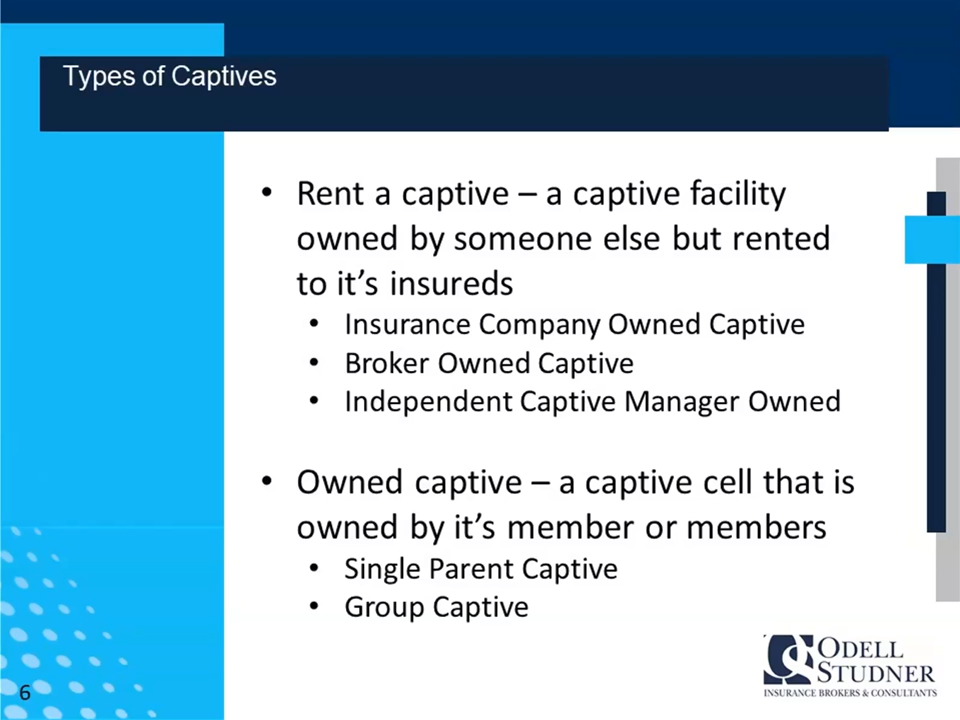 Types of Captives
• Rent a captive – a captive facility
owned by someone else but rented
to it’s insureds
• Insurance Company Owned Captive
• Broker Owned Captive
• Independent Captive Manager Owned
• Owned captive – a captive cell that is
owned by it’s member or members
• Single Parent Captive
• Group Captive
ODELL
STUDNER
INSURANCE BROKERS & CONSULTANTS
6